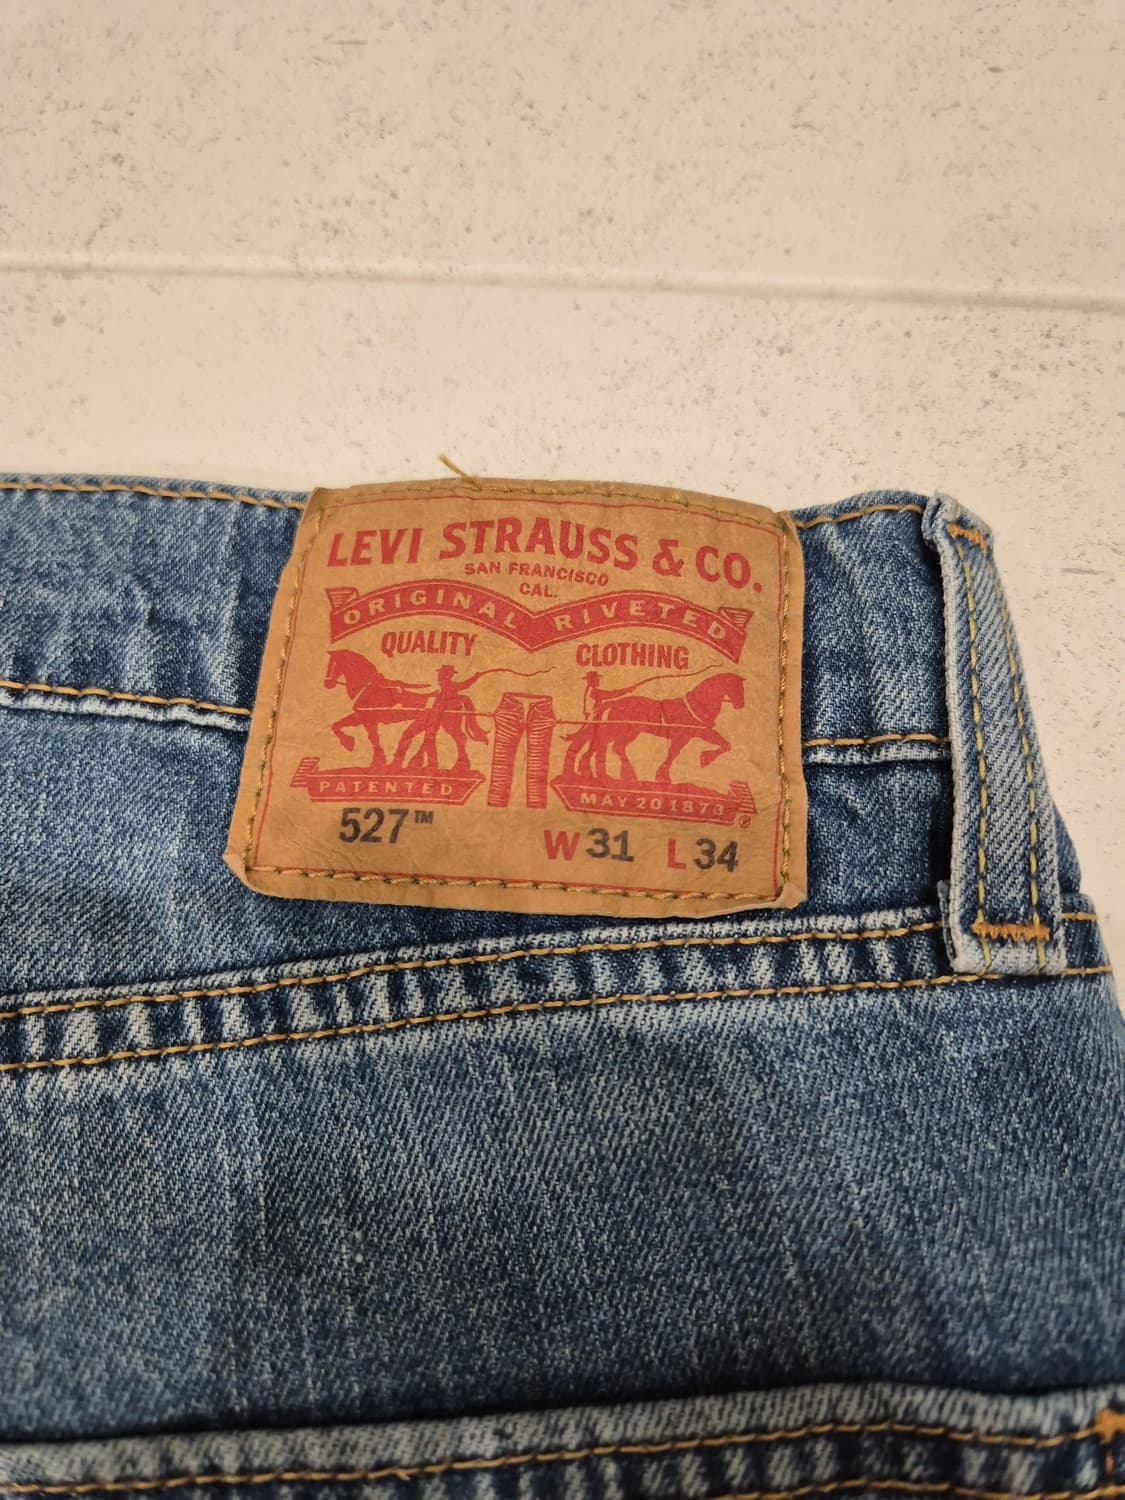 LEVI STRAUSS & CO.
SAN FRANCISCO
CAL.
ORIGINAL RIVETED
QUALITY CLOTHING
PATENTED MAY 20 1873 ®
527™ W 31 L 34